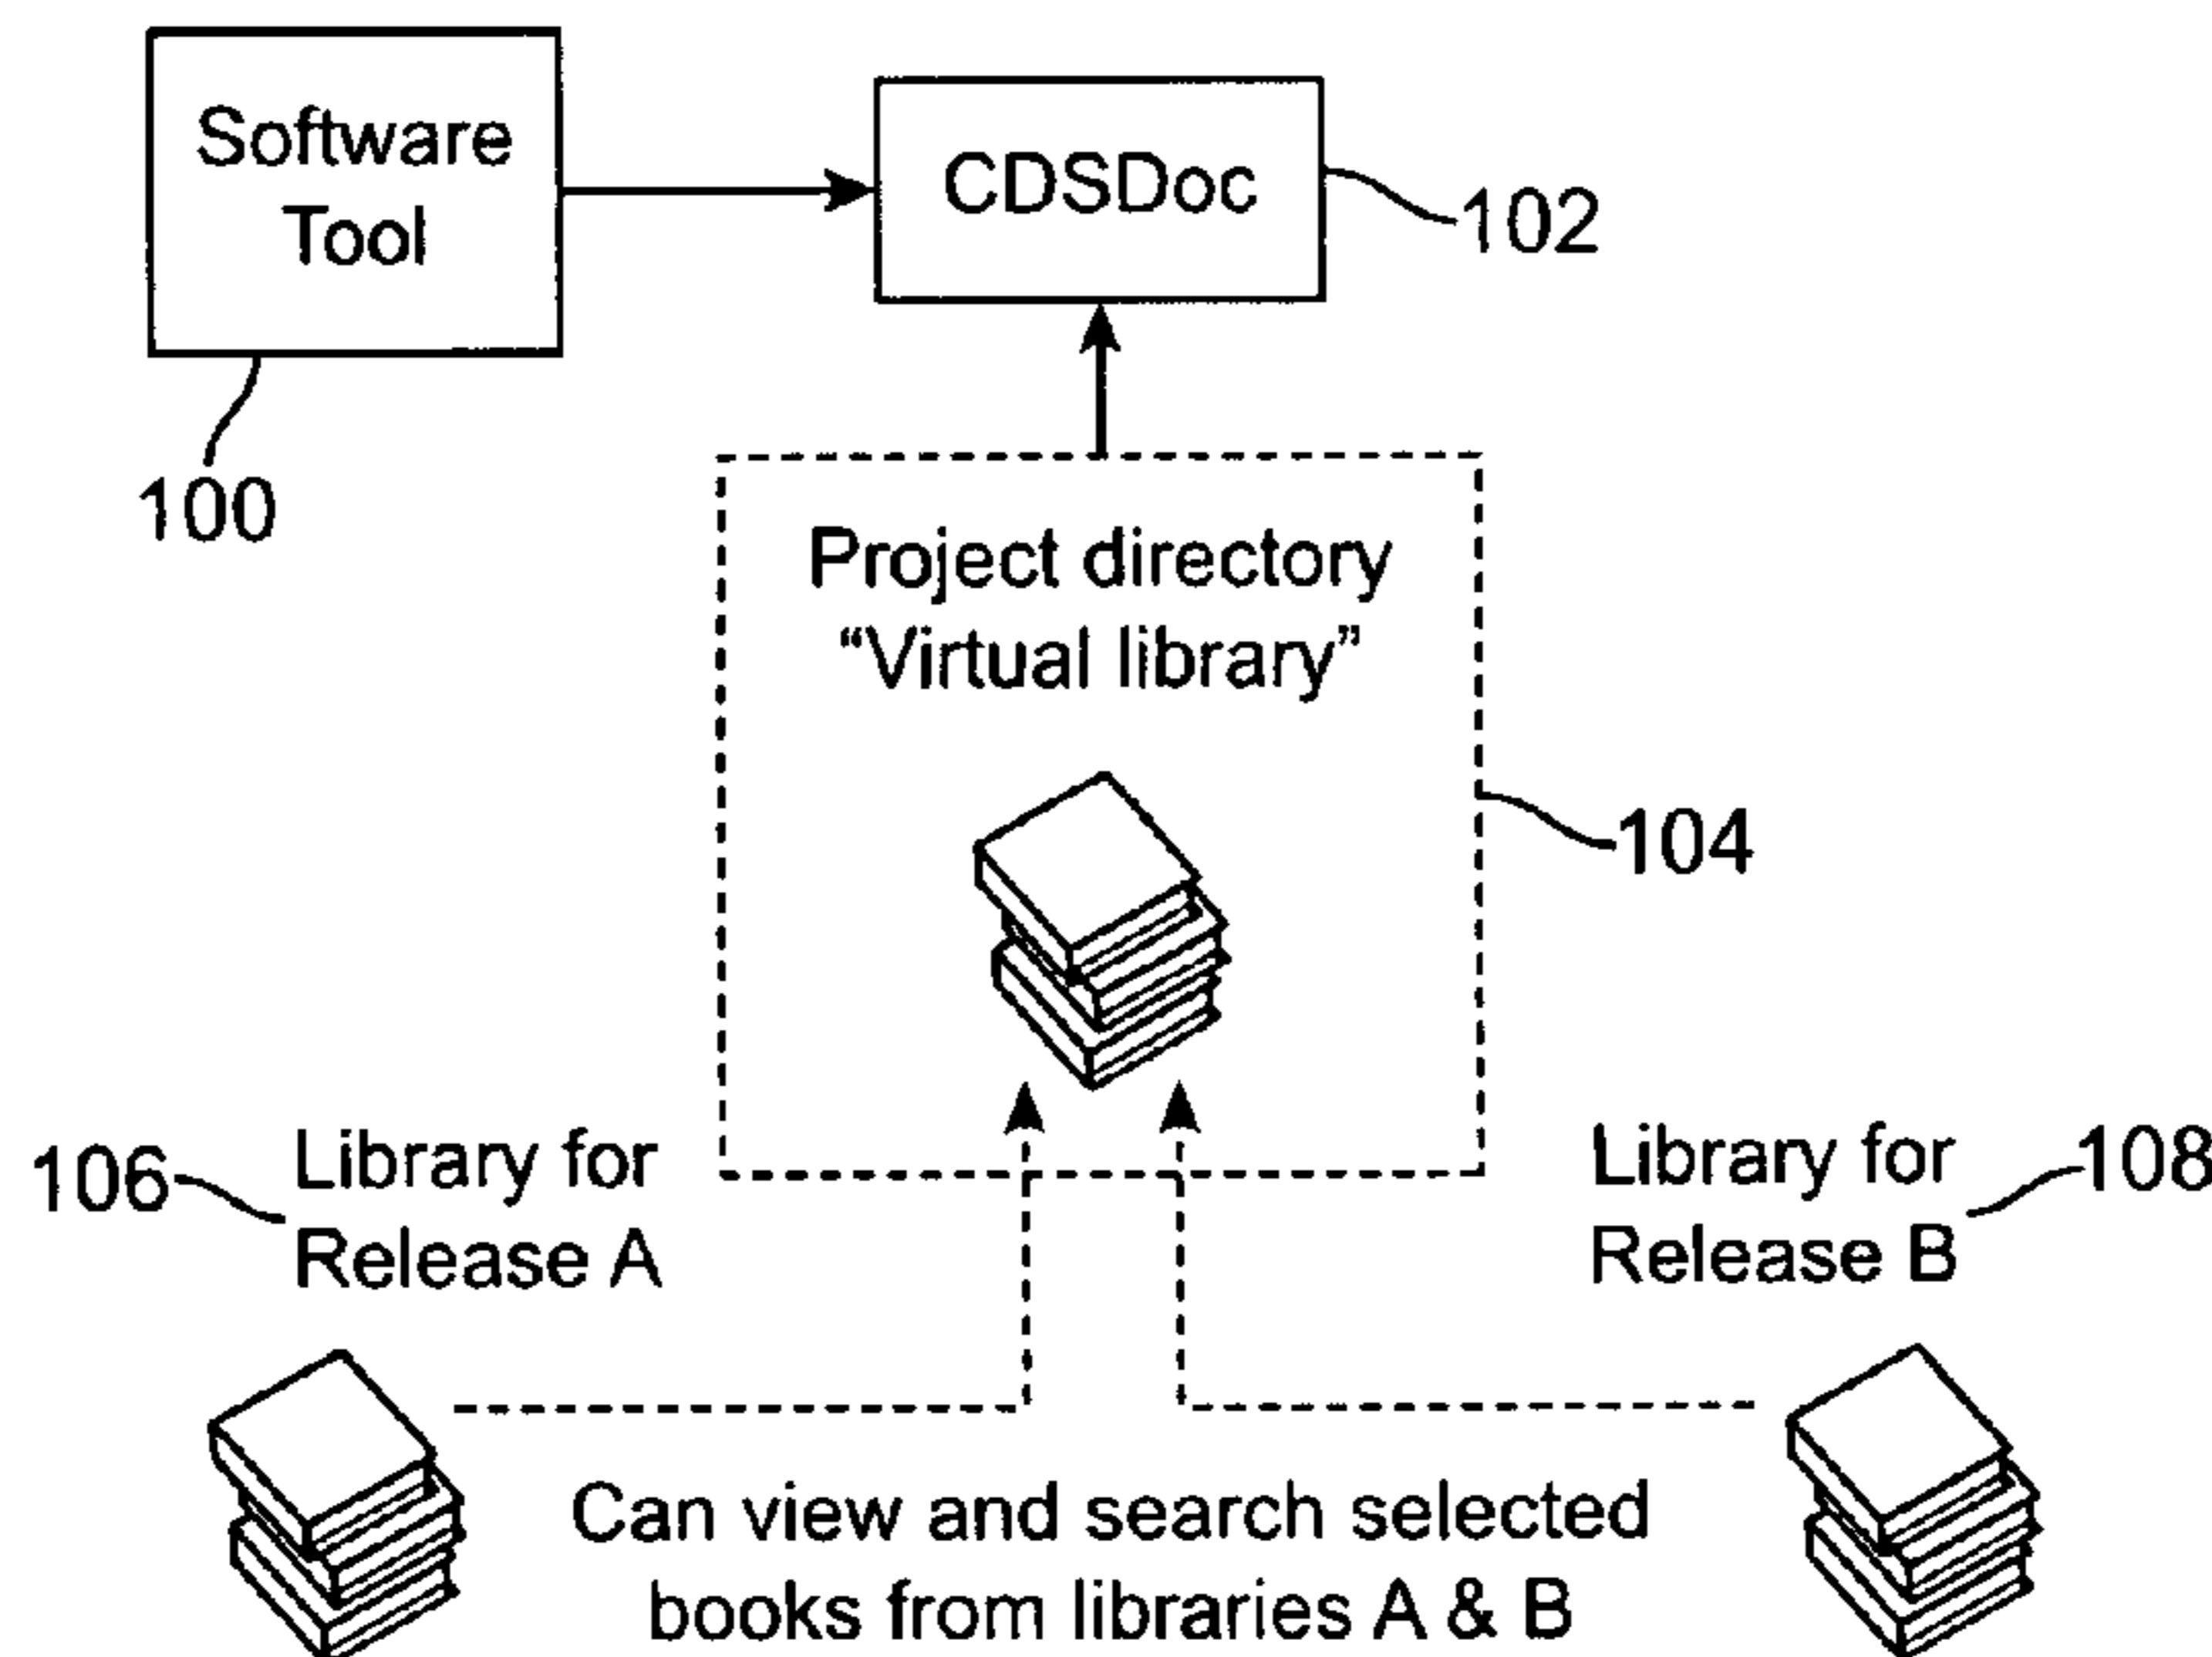 Software
Tool
CDSDoc
102
100
Project directory
“Virtual library”
104
106
Library for
Release A
Library for
Release B
108
Can view and search selected
books from libraries A & B